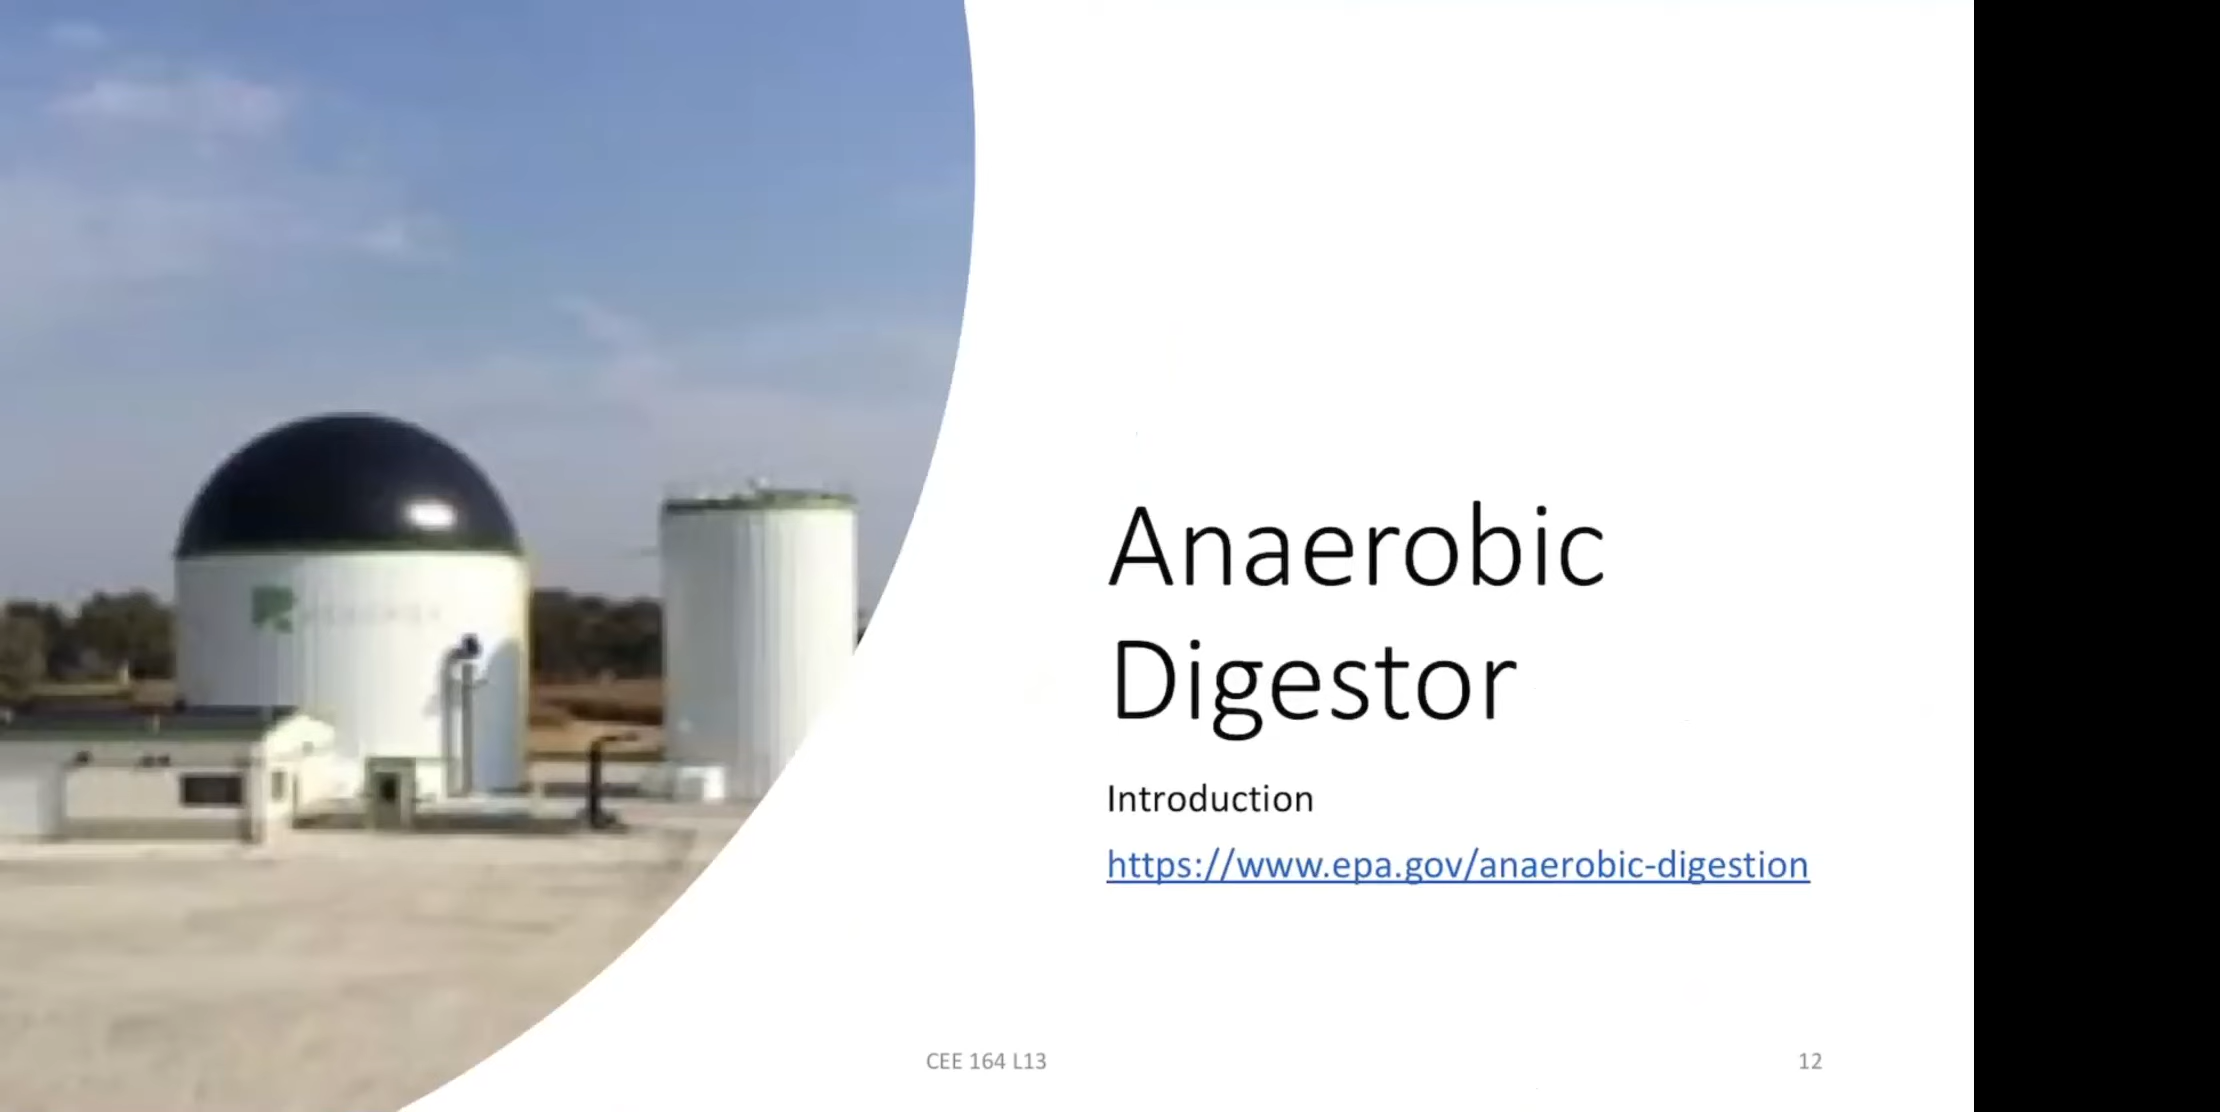 Anaerobic
Digestor
Introduction
https://www.epa.gov/anaerobic-digestion
CEE 164 L13
12